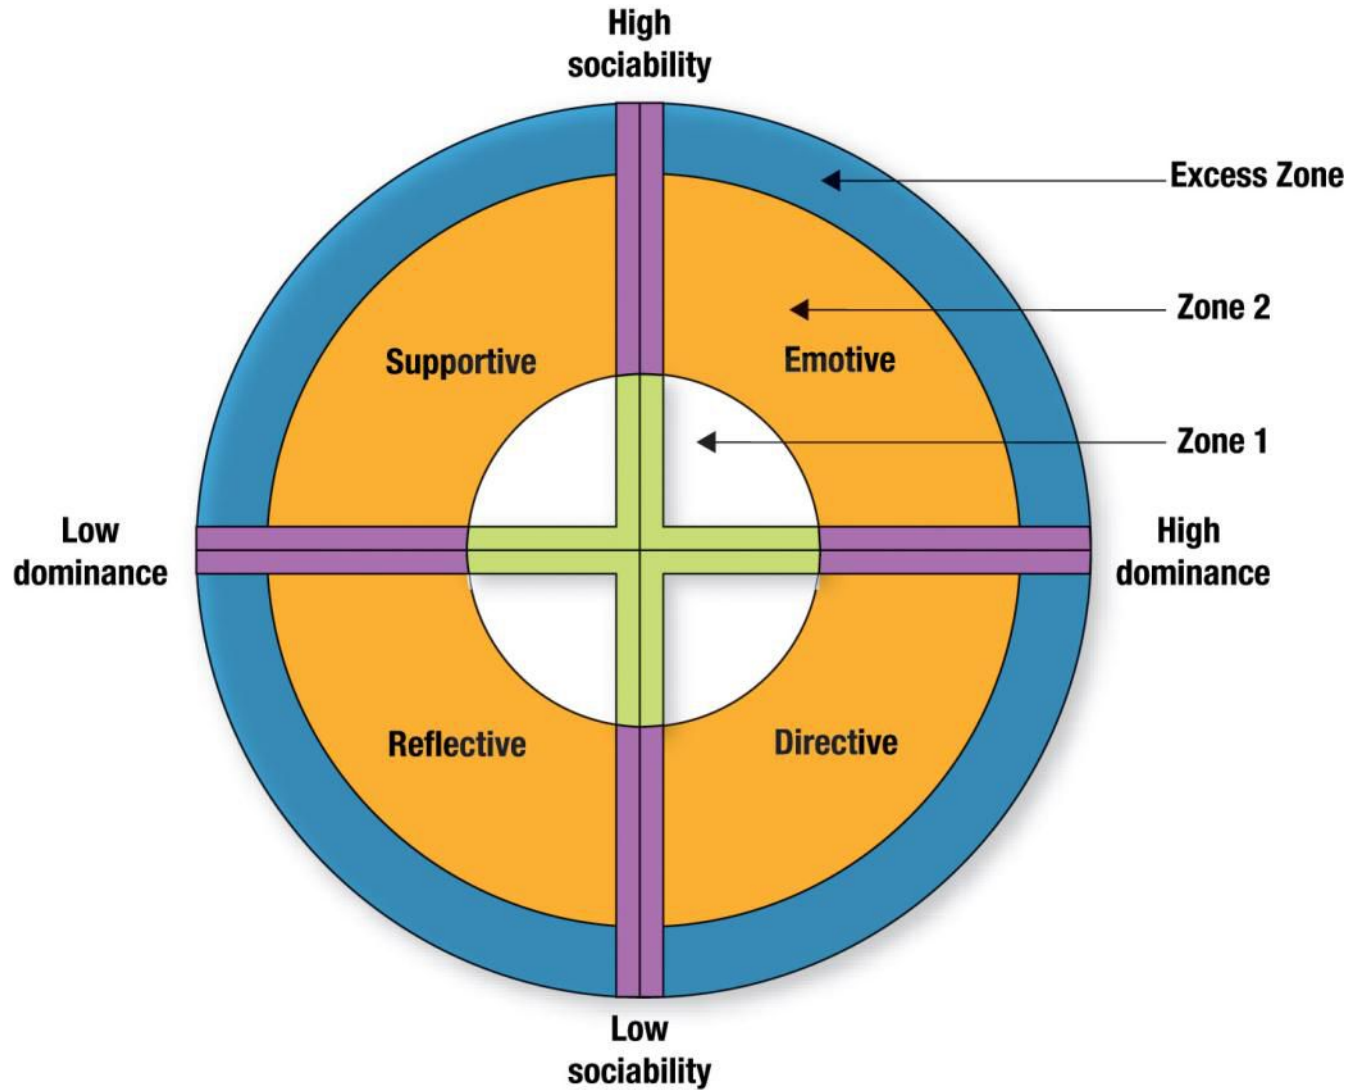 High
sociability
Excess Zone
Zone 2
Supportive
Emotive
Zone 1
Low
dominance
High
dominance
Reflective
Directive
Low
sociability